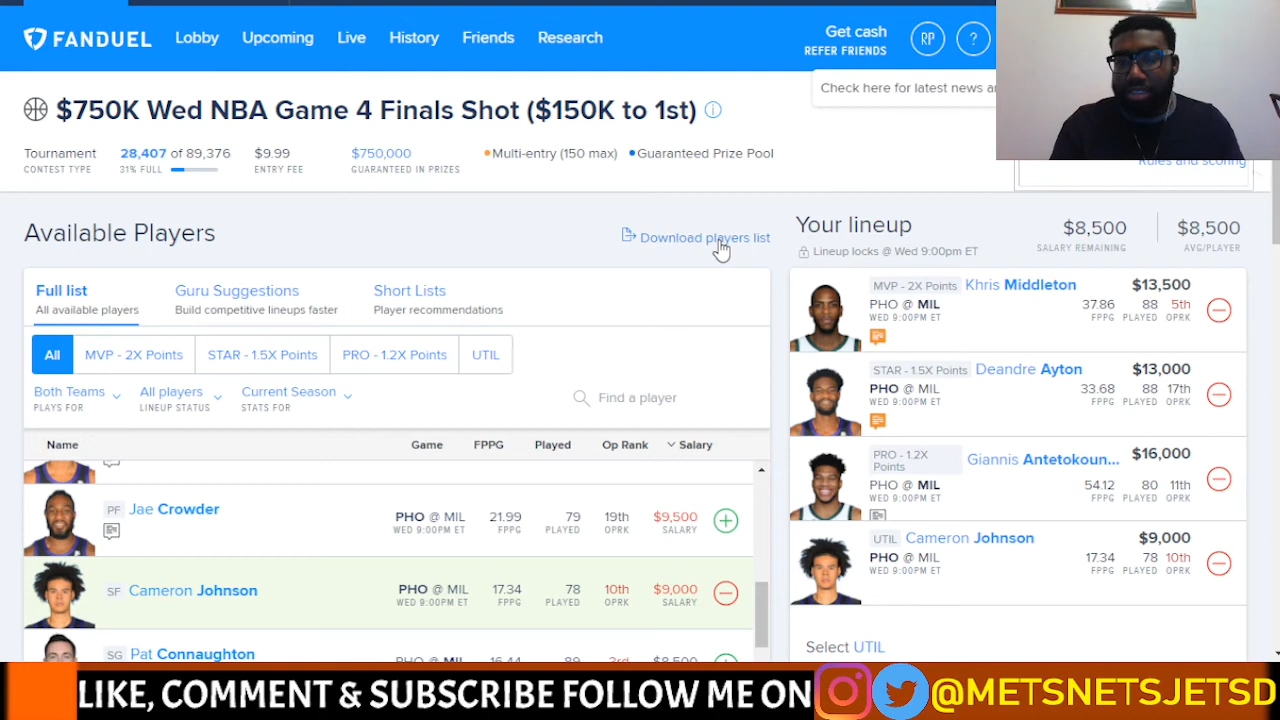 FANDUEL Lobby Upcoming Live History Friends Research
Get cash
REFER FRIENDS
RP ?
Check here for latest news
$750K Wed NBA Game 4 Finals Shot ($150K to 1st)
Tournament 28,407 of 89,376 $9.99 $750,000 Multi-entry (150 max) Guaranteed Prize Pool
CONTEST TYPE 31% FULL ENTRY FEE GUARANTEED IN PRIZES
Rules and scoring
Available Players
Download players list
Full list Guru Suggestions Short Lists
All available players Build competitive lineups faster Player recommendations
All MVP - 2X Points STAR - 1.5X Points PRO - 1.2X Points UTIL
Both Teams All players Current Season
PLAYS FOR LINEUP STATUS STATS FOR
Find a player
Name Game FPPG Played Op Rank Salary
PF Jae Crowder PHO @ MIL 21.99 79 19th $9,500
WED 9:00PM ET FPPG PLAYED OPRK SALARY
SF Cameron Johnson PHO @ MIL 17.34 78 10th $9,000
WED 9:00PM ET FPPG PLAYED OPRK SALARY
SG Pat Connaughton PHO @ MIL 16.44 89 3rd $8,500
Your lineup
Lineup locks @ Wed 9:00pm ET
$8,500 $8,500
SALARY REMAINING AVG/PLAYER
MVP - 2X Points Khris Middleton $13,500
PHO @ MIL 37.86 88 5th
WED 9:00PM ET FPPG PLAYED OPRK
STAR - 1.5X Points Deandre Ayton $13,000
PHO @ MIL 33.68 88 17th
WED 9:00PM ET FPPG PLAYED OPRK
PRO - 1.2X
Points Giannis Antetokoun... $16,000
PHO @ MIL 54.12 80 11th
WED 9:00PM ET FPPG PLAYED OPRK
UTIL Cameron Johnson $9,000
PHO @ MIL 17.34 78 10th
WED 9:00PM ET FPPG PLAYED OPRK
Select UTIL
LIKE, COMMENT & SUBSCRIBE FOLLOW ME ON @METSNETSJETSD